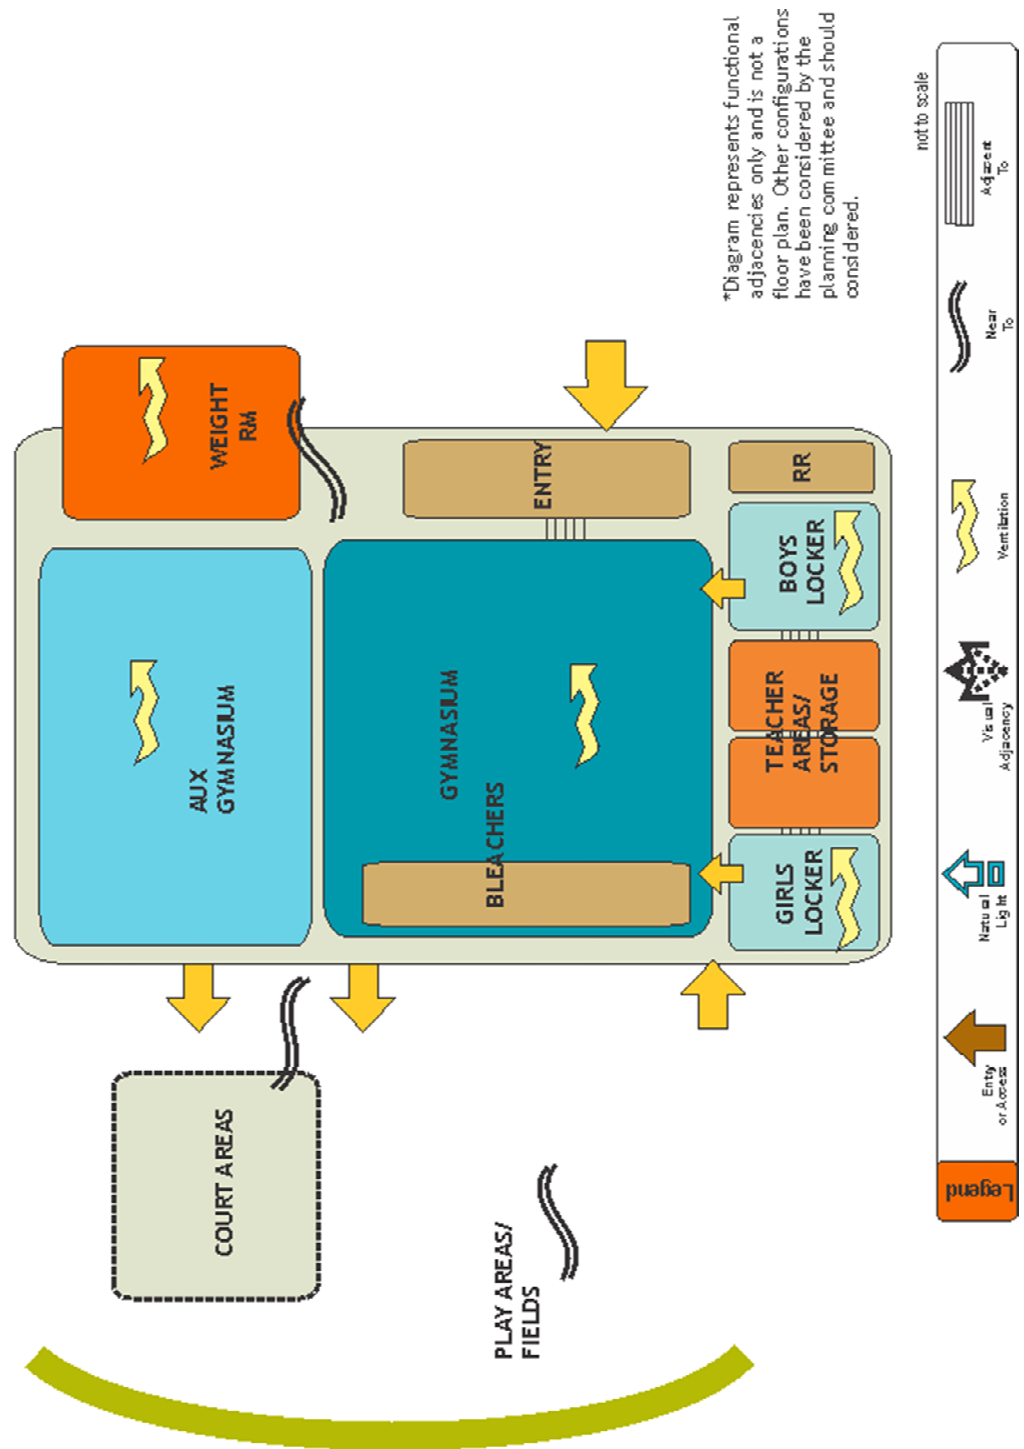 PLAY AREAS/
FIELDS
COURT AREAS
AUX
GYMNASIUM
GYMNASIUM
BLEACHERS
GIRLS
LOCKER
TEACHER
AREAS/
STORAGE
BOYS
LOCKER
RR
ENTRY
WEIGHT
RM
*Diagram represents functional
adjacencies only and is not a
floor plan. Other configurations
have been considered by the
planning committee and should
considered.
not to scale
Legend
Entry
or Access
Natural
Light
Visual
Adjacency
Ventilation
Near
To
Adjacent
To